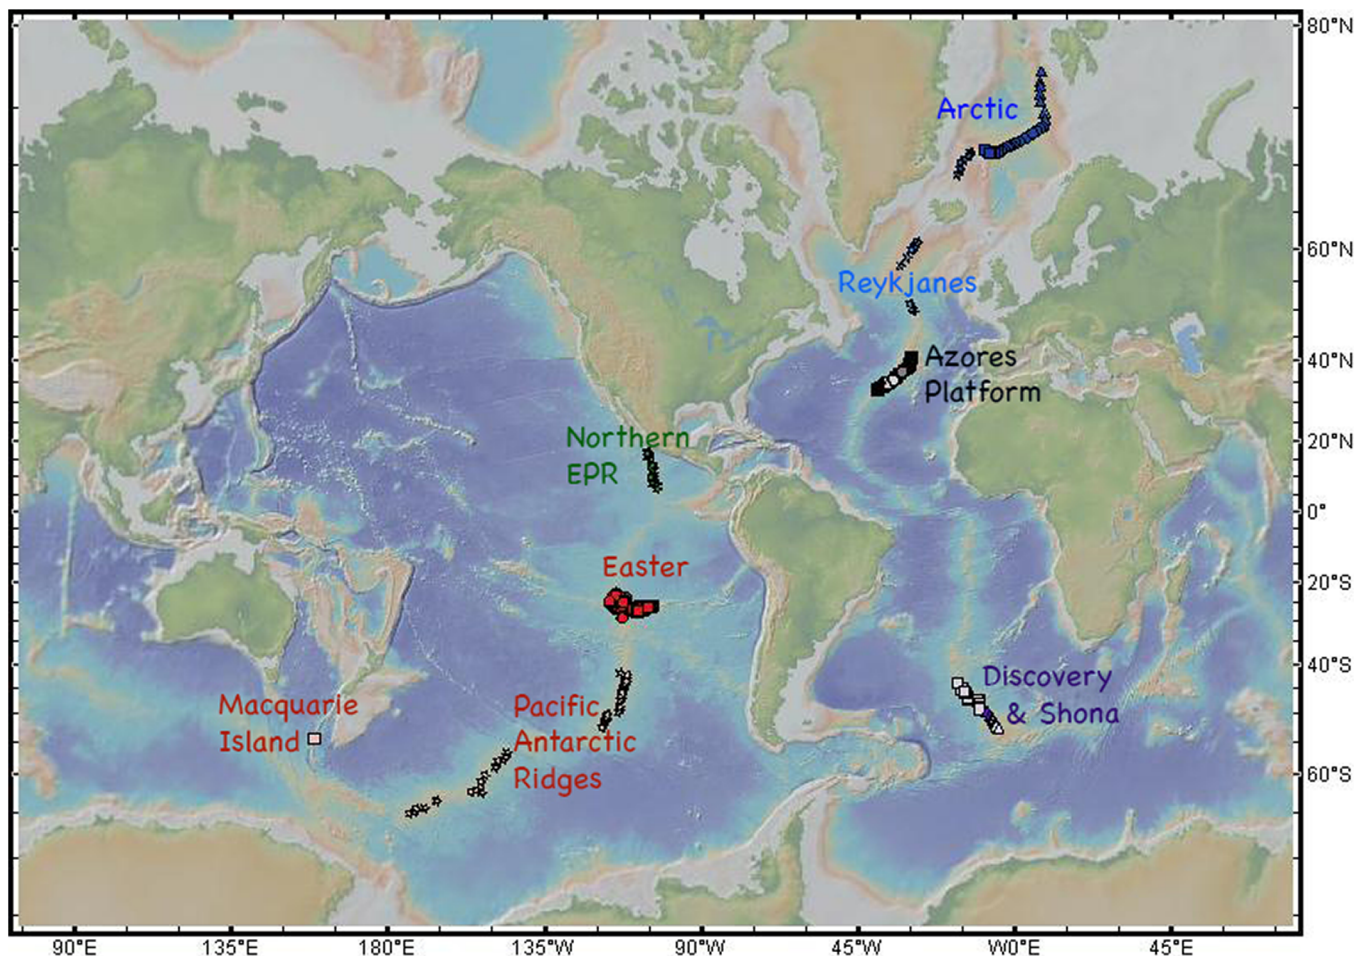 80°N
Arctic
60°N
Reykjanes
Azores
Platform
40°N
Northern
EPR
20°N
0°
Easter
20°S
40°S
Discovery
& Shona
Macquarie
Island
Pacific
Antarctic
Ridges
60°S
90°E
135°E
180°E
135°W
90°W
45°W
W0°E
45°E